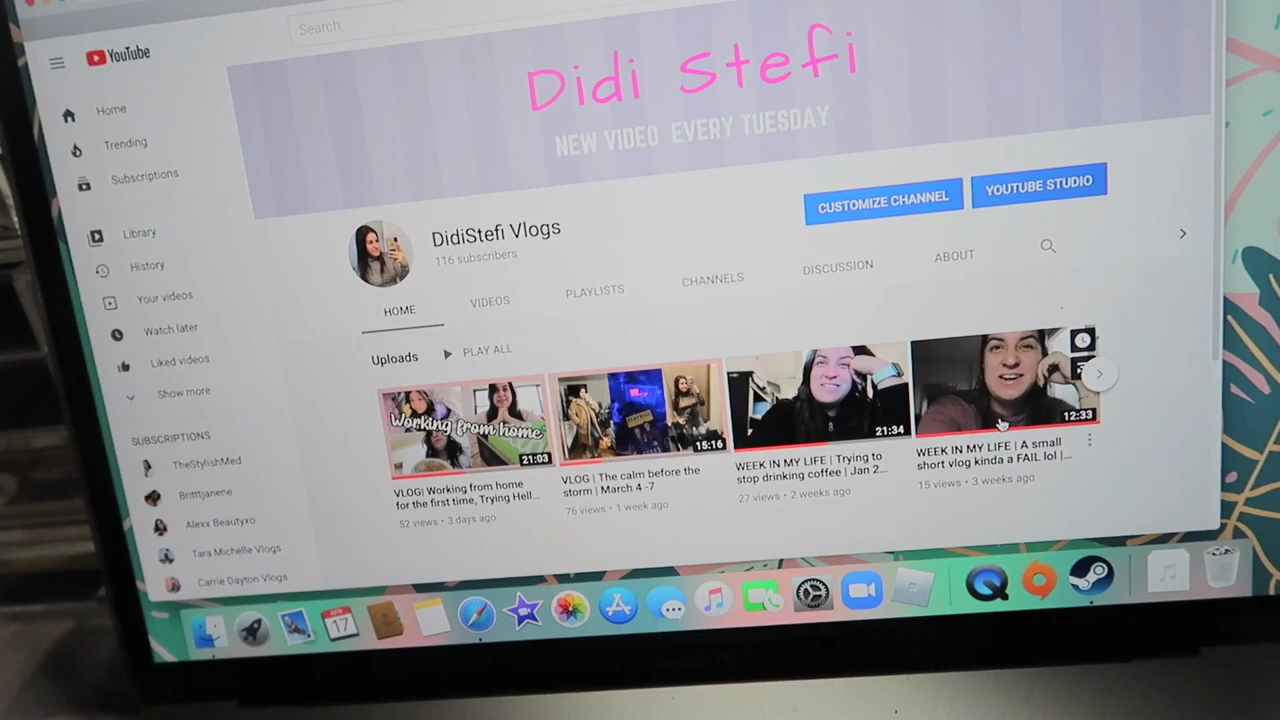 YouTube
Search
Didi Stefi
NEW VIDEO EVERY TUESDAY
Home
Trending
Subscriptions
Library
History
Your videos
Watch later
Liked videos
Show more
SUBSCRIPTIONS
TheStylishMed
Britttjanene
Alexx Beautyxo
Tara Michelle Vlogs
Carrie Dayton Vlogs
CUSTOMIZE CHANNEL
YOUTUBE STUDIO
DidiStefi Vlogs
116 subscribers
HOME
VIDEOS
PLAYLISTS
CHANNELS
DISCUSSION
ABOUT
Uploads
PLAY ALL
Working from home
21:03
15:16
21:34
12:33
VLOG| Working from home
for the first time, Trying Hell...
52 views • 3 days ago
VLOG | The calm before the
storm | March 4 -7
76 views • 1 week ago
WEEK IN MY LIFE | Trying to
stop drinking coffee | Jan 2...
27 views • 2 weeks ago
WEEK IN MY LIFE | A small
short vlog kinda a FAIL lol |...
15 views • 3 weeks ago
APR
17